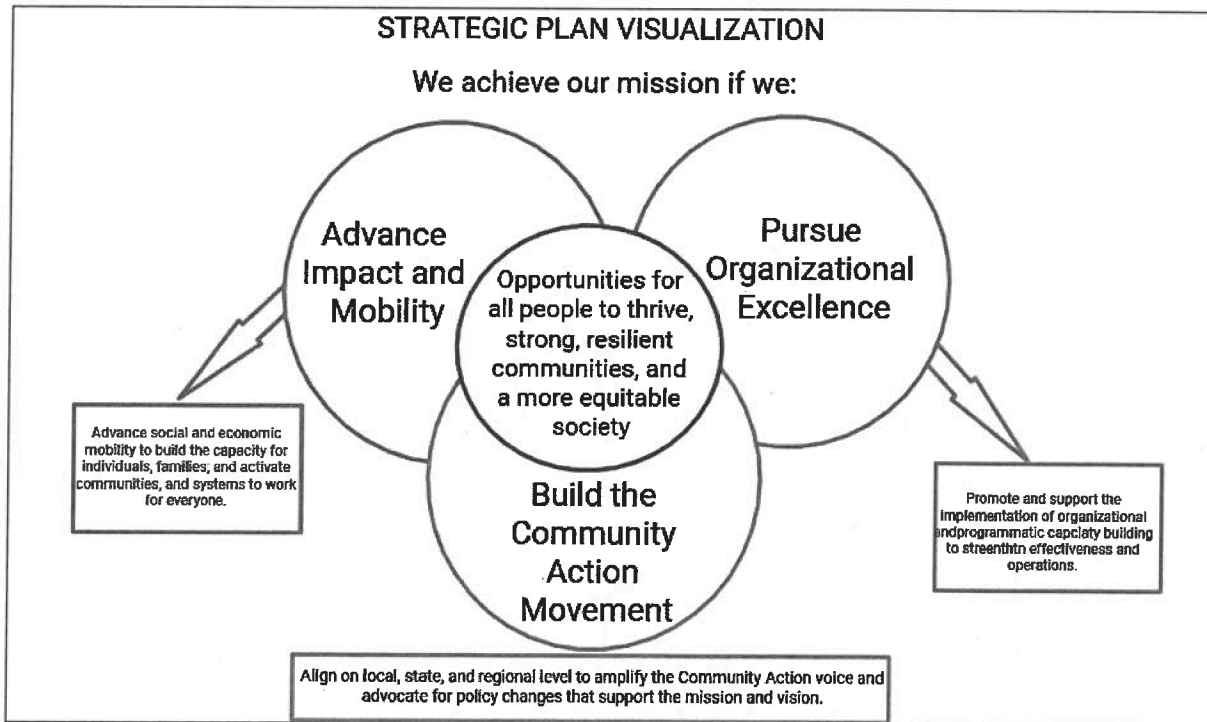 STRATEGIC PLAN VISUALIZATION
We achieve our mission if we:
Advance
Impact and
Mobility
Pursue
Organizational
Excellence
Opportunities for
all people to thrive,
strong, resilient
communities, and
a more equitable
society
Build the
Community
Action
Movement
Advance social and economic
mobility to build the capacity for
individuals, families, and activate
communities, and systems to work
for everyone.
Promote and support the
implementation of organizational
andprogrammatic capciaty building
to streenthtn effectiveness and
operations.
Align on local, state, and regional level to amplify the Community Action voice and
advocate for policy changes that support the mission and vision.